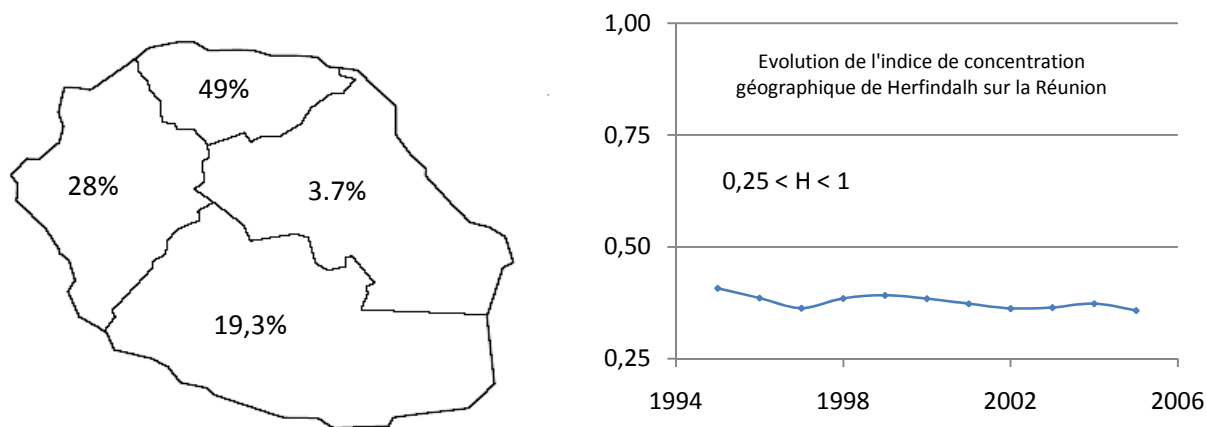 49%
28%
3.7%
19,3%
1,00
0,75
0,50
0,25
Evolution de l'indice de concentration
géographique de Herfindalh sur la Réunion
0,25 < H < 1
1994 1998 2002 2006